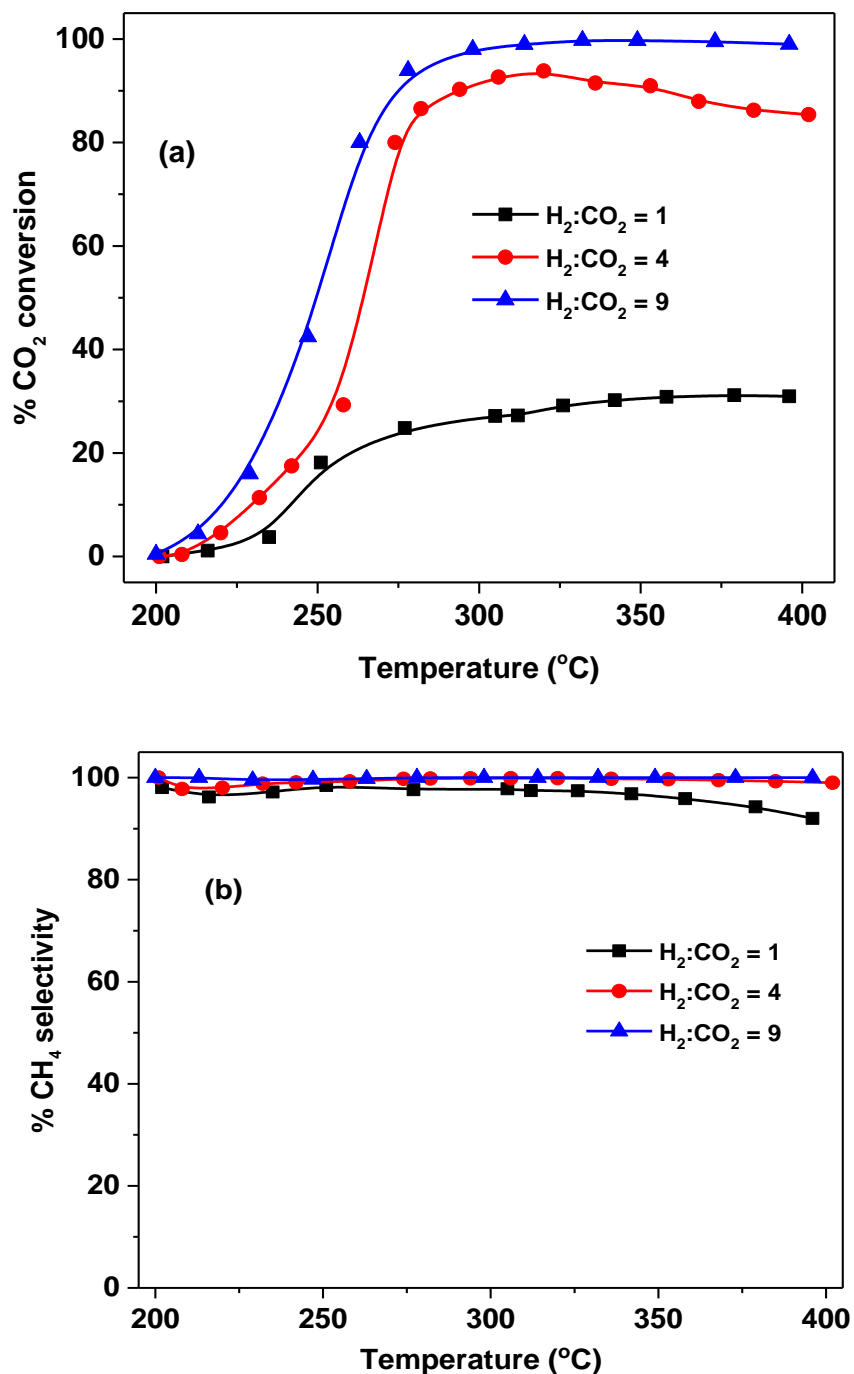 100
80
60
40
20
0
% CO₂ conversion
(a)
H₂:CO₂ = 1
H₂:CO₂ = 4
H₂:CO₂ = 9
200
250
300
350
400
Temperature (°C)
100
80
60
40
20
0
% CH₄ selectivity
(b)
H₂:CO₂ = 1
H₂:CO₂ = 4
H₂:CO₂ = 9
200
250
300
350
400
Temperature (°C)